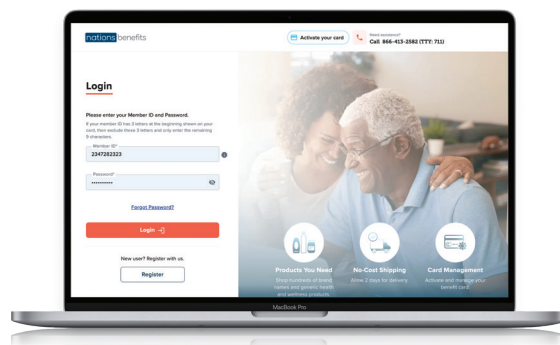 nations benefits
Activate your card
Need assistance?
Call 866-413-2582 (TTY: 711)
Login
Please enter your Member ID and Password.
If your member ID has 3 letters at the beginning shown on your
card, then exclude those 3 letters and only enter the remaining
9 characters.
Member ID*
2347282323
Password*
••••••••••
Forgot Password?
Login
New user? Register with us.
Register
Products You Need
Shop hundreds of brand
names and generic health
and wellness products.
No-Cost Shipping
Allow 2 days for delivery.
Card Management
Activate and manage your
benefit card.
MacBook Pro